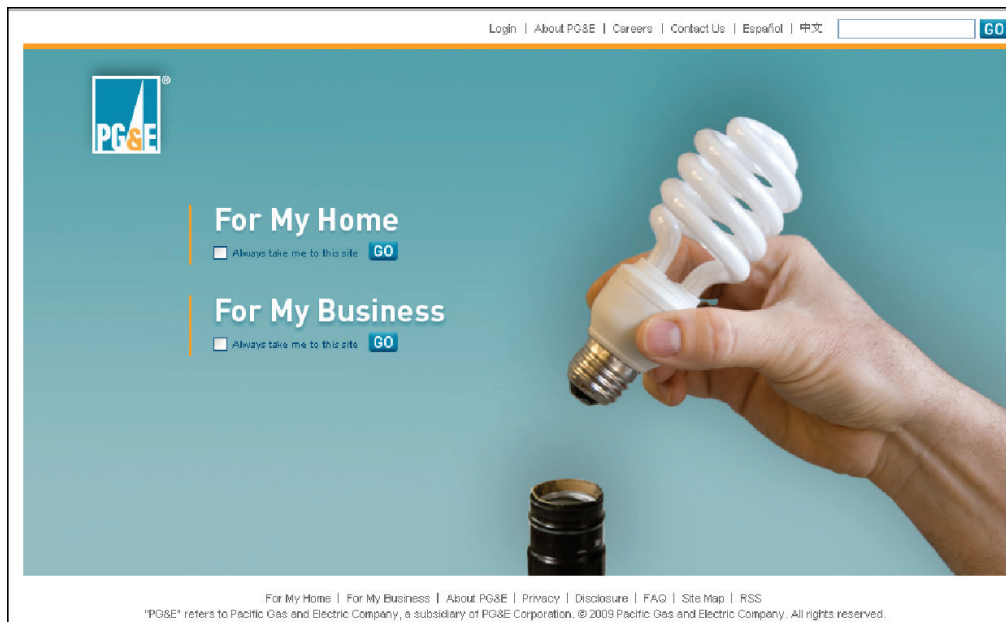 Login | About PG&E | Careers | Contact Us | Español | 中文 GO
PG&E®
For My Home
Always take me to this site GO
For My Business
Always take me to this site GO
For My Home | For My Business | About PG&E | Privacy | Disclosure | FAQ | Site Map | RSS
"PG&E" refers to Pacific Gas and Electric Company, a subsidiary of PG&E Corporation. © 2009 Pacific Gas and Electric Company. All rights reserved.